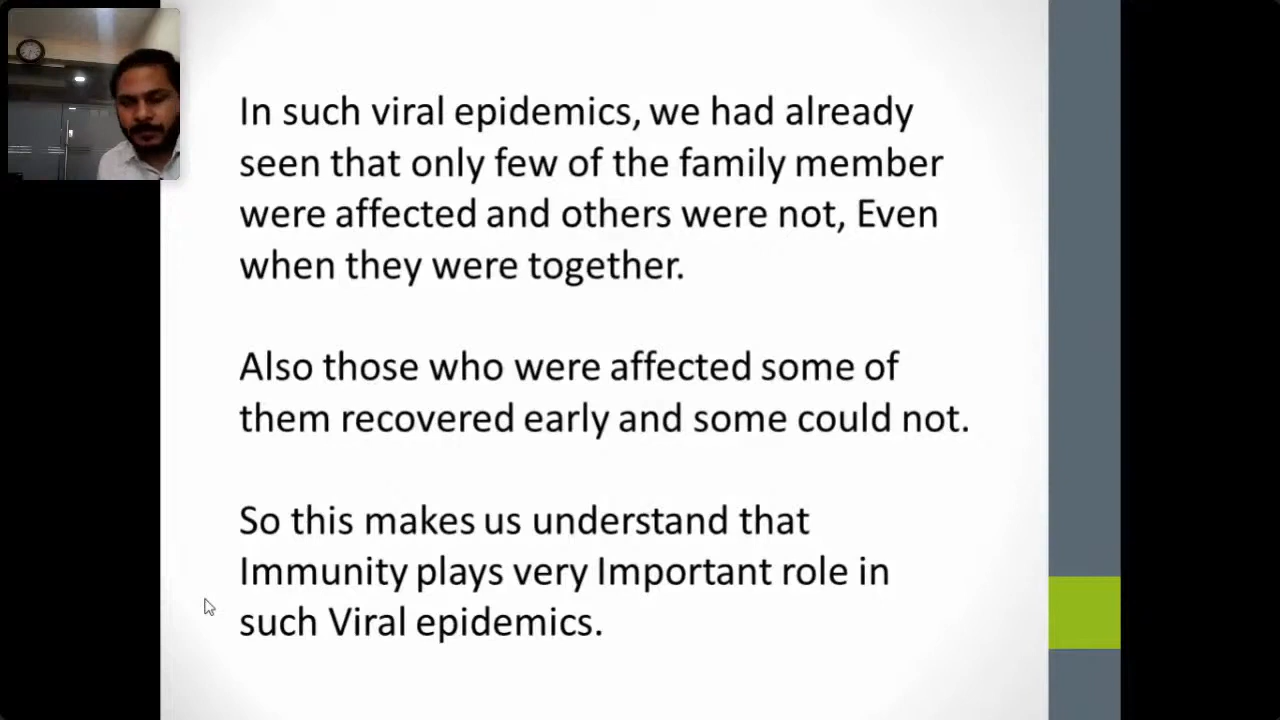 In such viral epidemics, we had already
seen that only few of the family member
were affected and others were not, Even
when they were together.
Also those who were affected some of
them recovered early and some could not.
So this makes us understand that
Immunity plays very Important role in
such Viral epidemics.